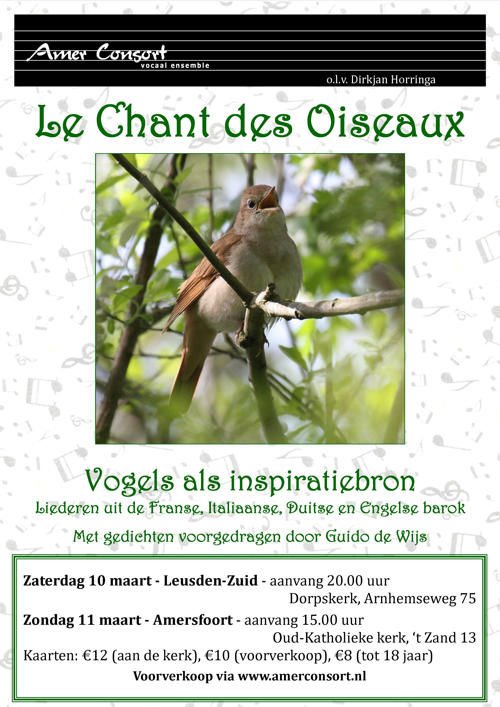 Amer Consort
vocaal ensemble
o.l.v. Dirkjan Horringa
Le Chant des Oiseaux
Vogels als inspiratiebron
Liederen uit de Franse, Italiaanse, Duitse en Engelse barok
Met gedichten voorgedragen door Guido de Wijs
Zaterdag 10 maart - Leusden-Zuid - aanvang 20.00 uur
Dorpskerk, Arnhemseweg 75
Zondag 11 maart - Amersfoort - aanvang 15.00 uur
Oud-Katholieke kerk, ‘t Zand 13
Kaarten: €12 (aan de kerk), €10 (voorverkoop), €8 (tot 18 jaar)
Voorverkoop via www.amerconsort.nl